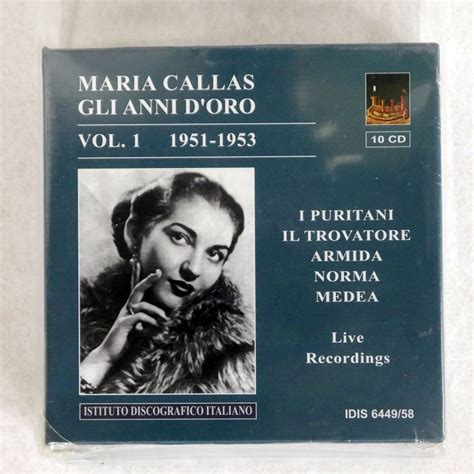 MARIA CALLAS
GLI ANNI D'ORO
VOL. 1 1951-1953
10 CD
I PURITANI
IL TROVATORE
ARMIDA
NORMA
MEDEA
Live
Recordings
ISTITUTO DISCOGRAFICO ITALIANO
IDIS 6449/58